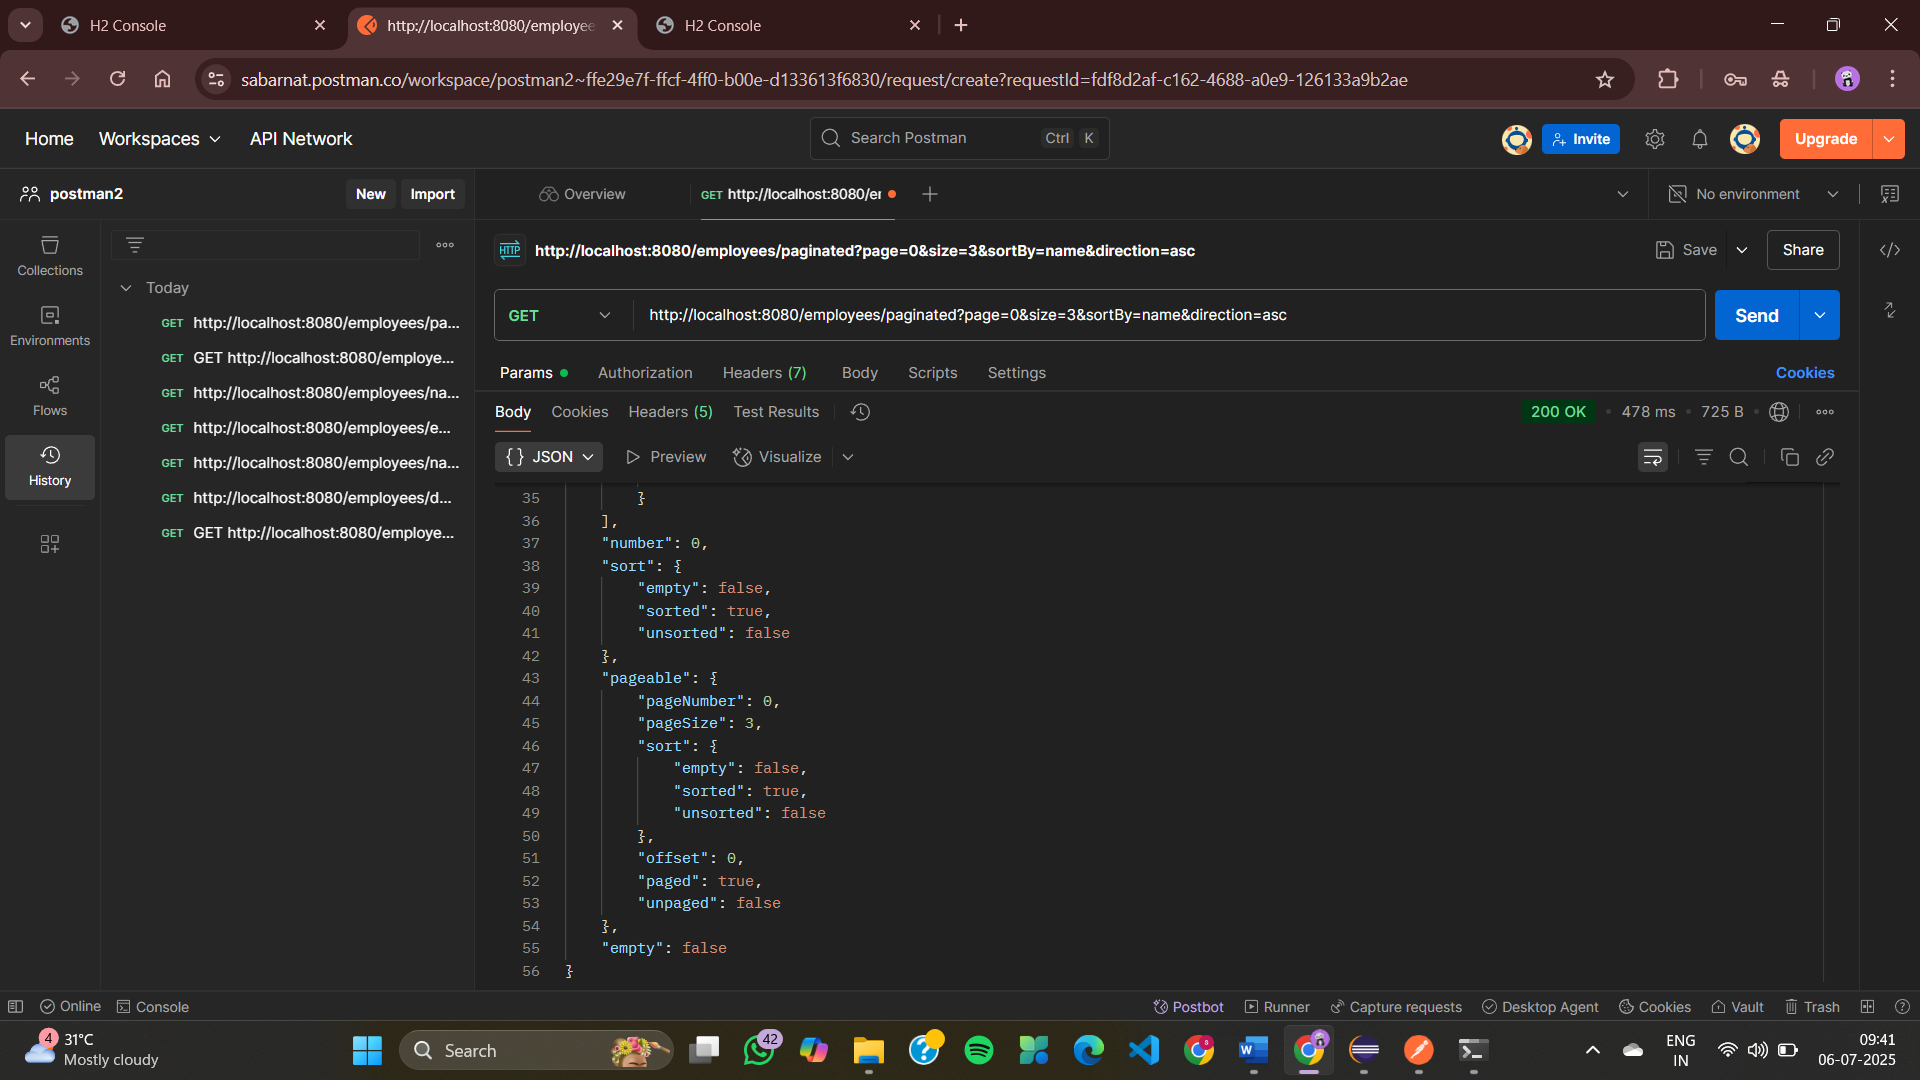 H2 Console
http://localhost:8080/employee
H2 Console
sabarnat.postman.co/workspace/postman2~ffe29e7f-ffcf-4ff0-b00e-d133613f6830/request/create?requestId=fdf8d2af-c162-4688-a0e9-126133a9b2ae
Home Workspaces API Network
Search Postman Ctrl K
Invite
Upgrade
postman2 New Import
Overview
GET http://localhost:8080/er
No environment
Collections
Environments
Flows
History
Today
GET http://localhost:8080/employees/pa...
GET GET http://localhost:8080/employe...
GET http://localhost:8080/employees/na...
GET http://localhost:8080/employees/e...
GET http://localhost:8080/employees/na...
GET http://localhost:8080/employees/d...
GET GET http://localhost:8080/employe...
HTTP http://localhost:8080/employees/paginated?page=0&size=3&sortBy=name&direction=asc
Save Share
GET http://localhost:8080/employees/paginated?page=0&size=3&sortBy=name&direction=asc
Send
Params Authorization Headers (7) Body Scripts Settings Cookies
Body Cookies Headers (5) Test Results 200 OK 478 ms 725 B
{} JSON Preview Visualize
35 }
36 ],
37 "number": 0,
38 "sort": {
39 "empty": false,
40 "sorted": true,
41 "unsorted": false
42 },
43 "pageable": {
44 "pageNumber": 0,
45 "pageSize": 3,
46 "sort": {
47 "empty": false,
48 "sorted": true,
49 "unsorted": false
50 },
51 "offset": 0,
52 "paged": true,
53 "unpaged": false
54 },
55 "empty": false
56 }
Online Console Postbot Runner Capture requests Desktop Agent Cookies Vault Trash
4
31°C
Mostly cloudy
Search
42
8
ENG
IN
09:41
06-07-2025